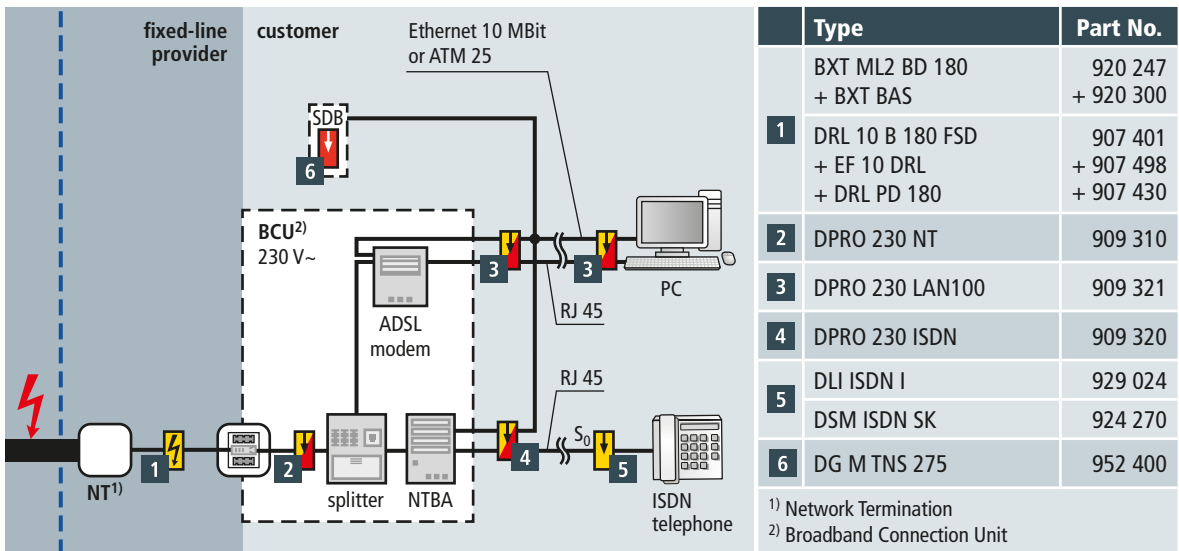 fixed-line
provider
customer
Ethernet 10 MBit
or ATM 25
SDB
6
BCU2)
230 V~
3
3
PC
RJ 45
ADSL
modem
RJ 45
S0
1
2
4
5
NT1)
splitter
NTBA
ISDN
telephone
Type Part No.
1
BXT ML2 BD 180 920 247
+ BXT BAS + 920 300
DRL 10 B 180 FSD 907 401
+ EF 10 DRL + 907 498
+ DRL PD 180 + 907 430
2 DPRO 230 NT 909 310
3 DPRO 230 LAN100 909 321
4 DPRO 230 ISDN 909 320
5
DLI ISDN I 929 024
DSM ISDN SK 924 270
6 DG M TNS 275 952 400
1) Network Termination
2) Broadband Connection Unit